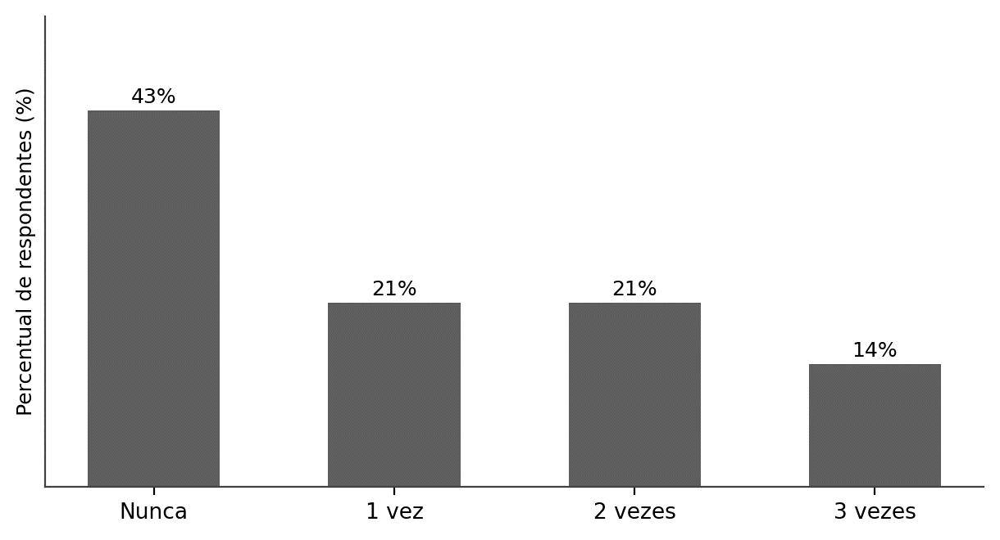 Percentual de respondentes (%)
43%
21%
21%
14%
Nunca
1 vez
2 vezes
3 vezes